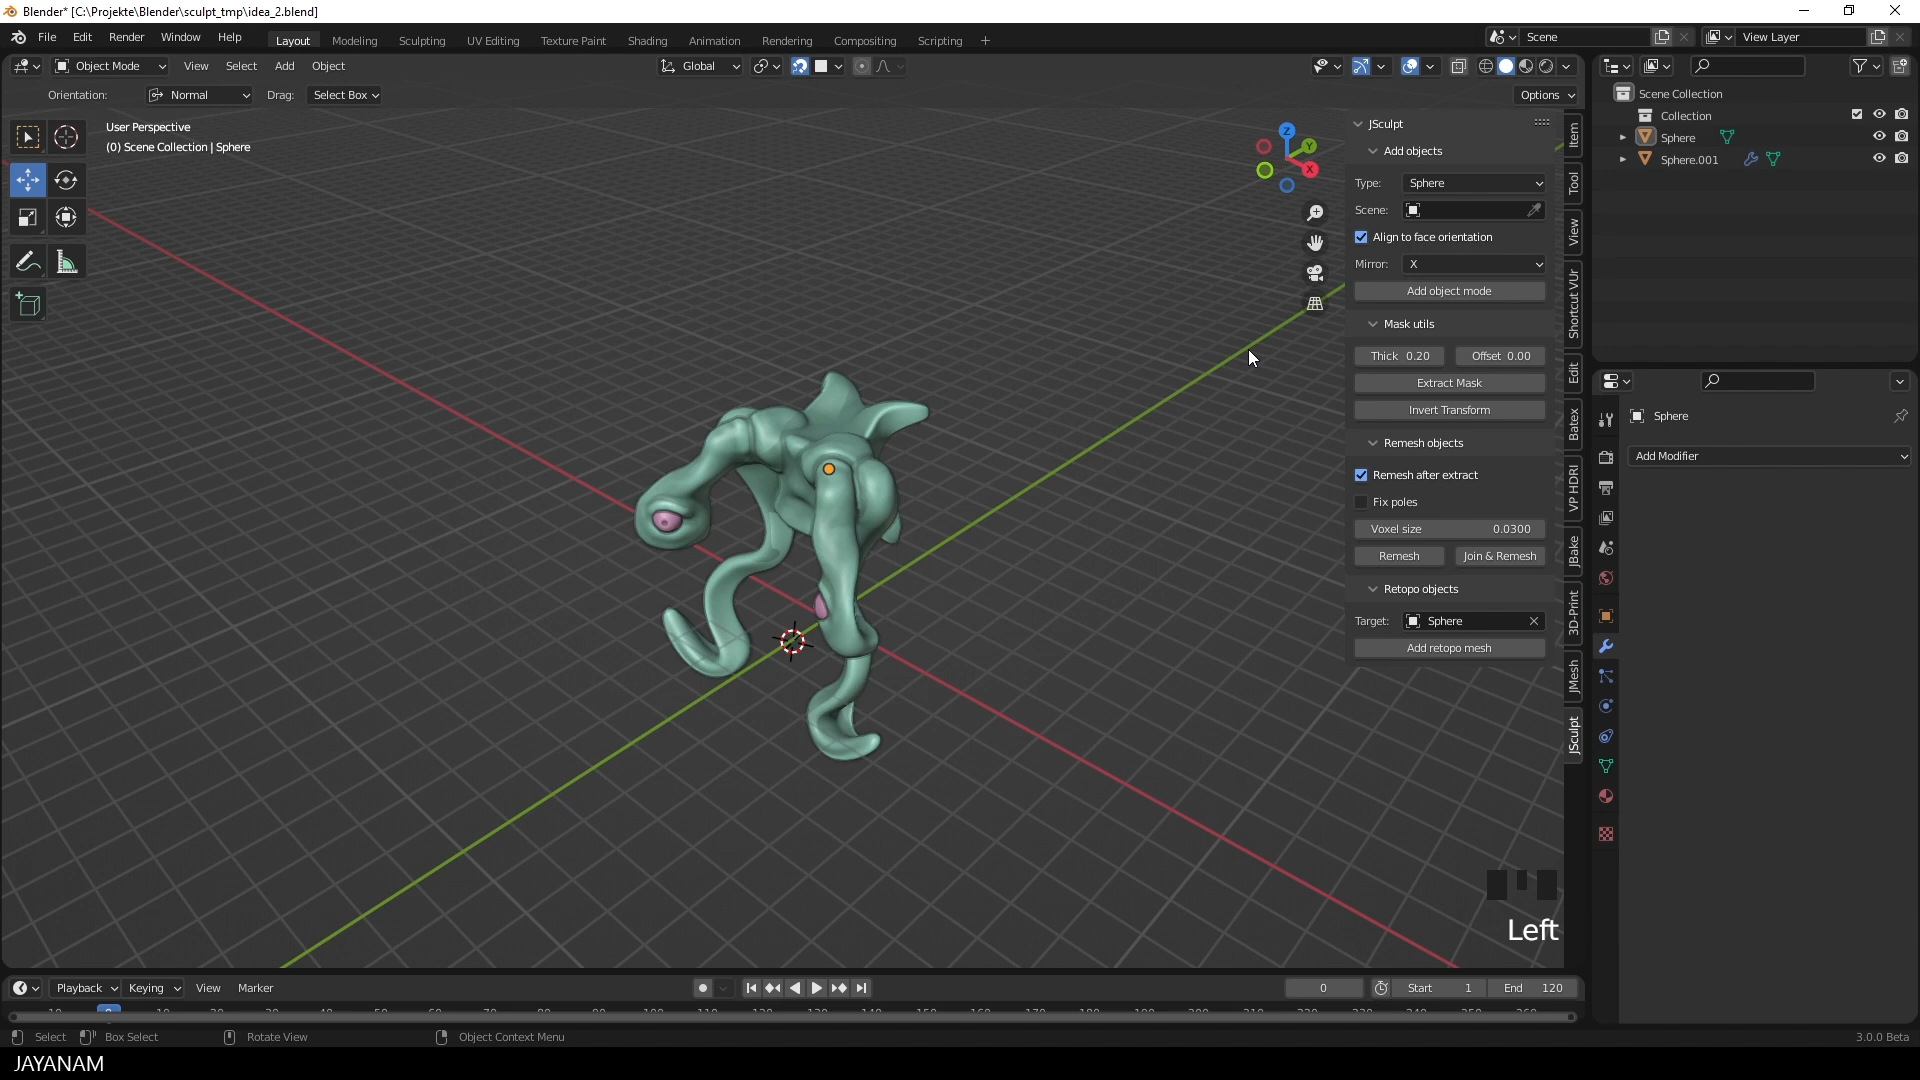 Blender* [C:\Projekte\Blender\sculpt_tmp\idea_2.blend]
File Edit Render Window Help Layout Modeling Sculpting UV Editing Texture Paint Shading Animation Rendering Compositing Scripting + Scene View Layer
Object Mode View Select Add Object Global
Orientation: Normal Drag: Select Box Options
User Perspective
(0) Scene Collection | Sphere
Z
Y
X
JSculpt
Add objects
Type: Sphere
Scene:
Align to face orientation
Mirror: X
Add object mode
Mask utils
Thick 0.20 Offset 0.00
Extract Mask
Invert Transform
Remesh objects
Remesh after extract
Fix poles
Voxel size 0.0300
Remesh Join & Remesh
Retopo objects
Target: Sphere
Add retopo mesh
Item
Tool
View
Shortcut VUr
Edit
Batex
VP HDRI
JBake
3D-Print
JMesh
JSculpt
Scene Collection
Collection
Sphere
Sphere.001
Sphere
Add Modifier
Left
Playback Keying View Marker 0 Start 1 End 120
Select Box Select Rotate View Object Context Menu 3.0.0 Beta
JAYANAM